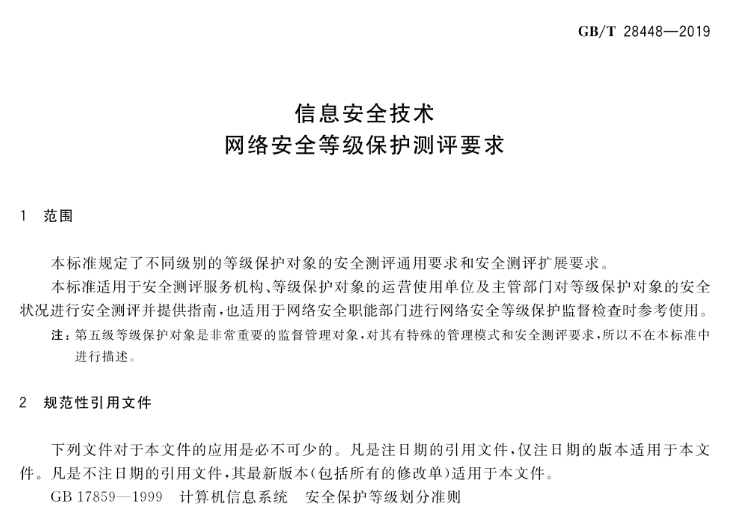 GB/T 28448—2019
信息安全技术
网络安全等级保护测评要求
1 范围
本标准规定了不同级别的等级保护对象的安全测评通用要求和安全测评扩展要求。
本标准适用于安全测评服务机构、等级保护对象的运营使用单位及主管部门对等级保护对象的安全
状况进行安全测评并提供指南,也适用于网络安全职能部门进行网络安全等级保护监督检查时参考使用。
注：第五级等级保护对象是非常重要的监督管理对象,对其有特殊的管理模式和安全测评要求,所以不在本标准中
进行描述。
2 规范性引用文件
下列文件对于本文件的应用是必不可少的。凡是注日期的引用文件,仅注日期的版本适用于本文
件。凡是不注日期的引用文件,其最新版本(包括所有的修改单)适用于本文件。
GB 17859—1999 计算机信息系统 安全保护等级划分准则